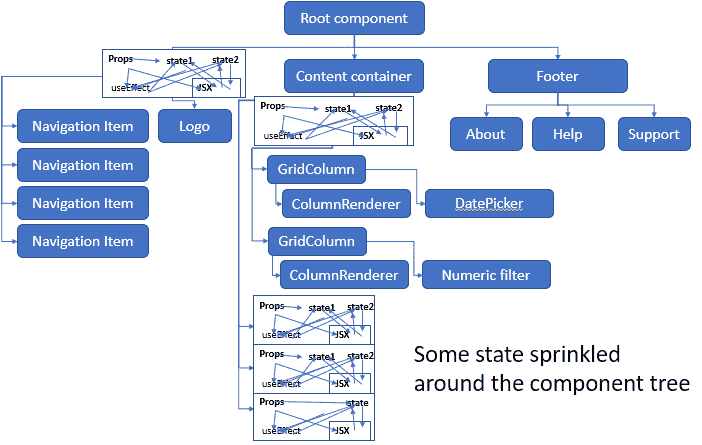 Root component
Props
state1
state2
useEffect
JSX
Content container
Footer
Props
state1
state2
useEffect
JSX
Navigation Item
Logo
About
Help
Support
Navigation Item
GridColumn
Navigation Item
ColumnRenderer
DatePicker
Navigation Item
GridColumn
ColumnRenderer
Numeric filter
Props
state1
state2
useEffect
JSX
Props
state1
state2
useEffect
JSX
Props
state
useEffect
JSX
Some state sprinkled
around the component tree